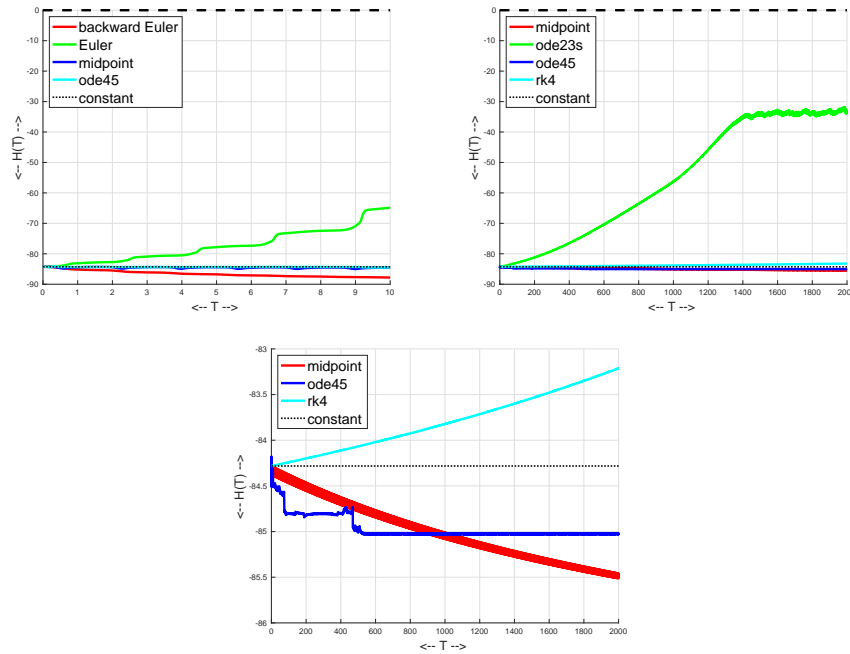 0
-10
-20
-30
-40
-50
-60
-70
-80
-90
<-- H(T) -->
backward Euler
Euler
midpoint
ode45
constant
0 1 2 3 4 5 6 7 8 9 10
<-- T -->
0
-10
-20
-30
-40
-50
-60
-70
-80
-90
<-- H(T) -->
midpoint
ode23s
ode45
rk4
constant
0 200 400 600 800 1000 1200 1400 1600 1800 2000
<-- T -->
-83
-83.5
-84
-84.5
-85
-85.5
-86
<-- H(T) -->
midpoint
ode45
rk4
constant
0 200 400 600 800 1000 1200 1400 1600 1800 2000
<-- T -->